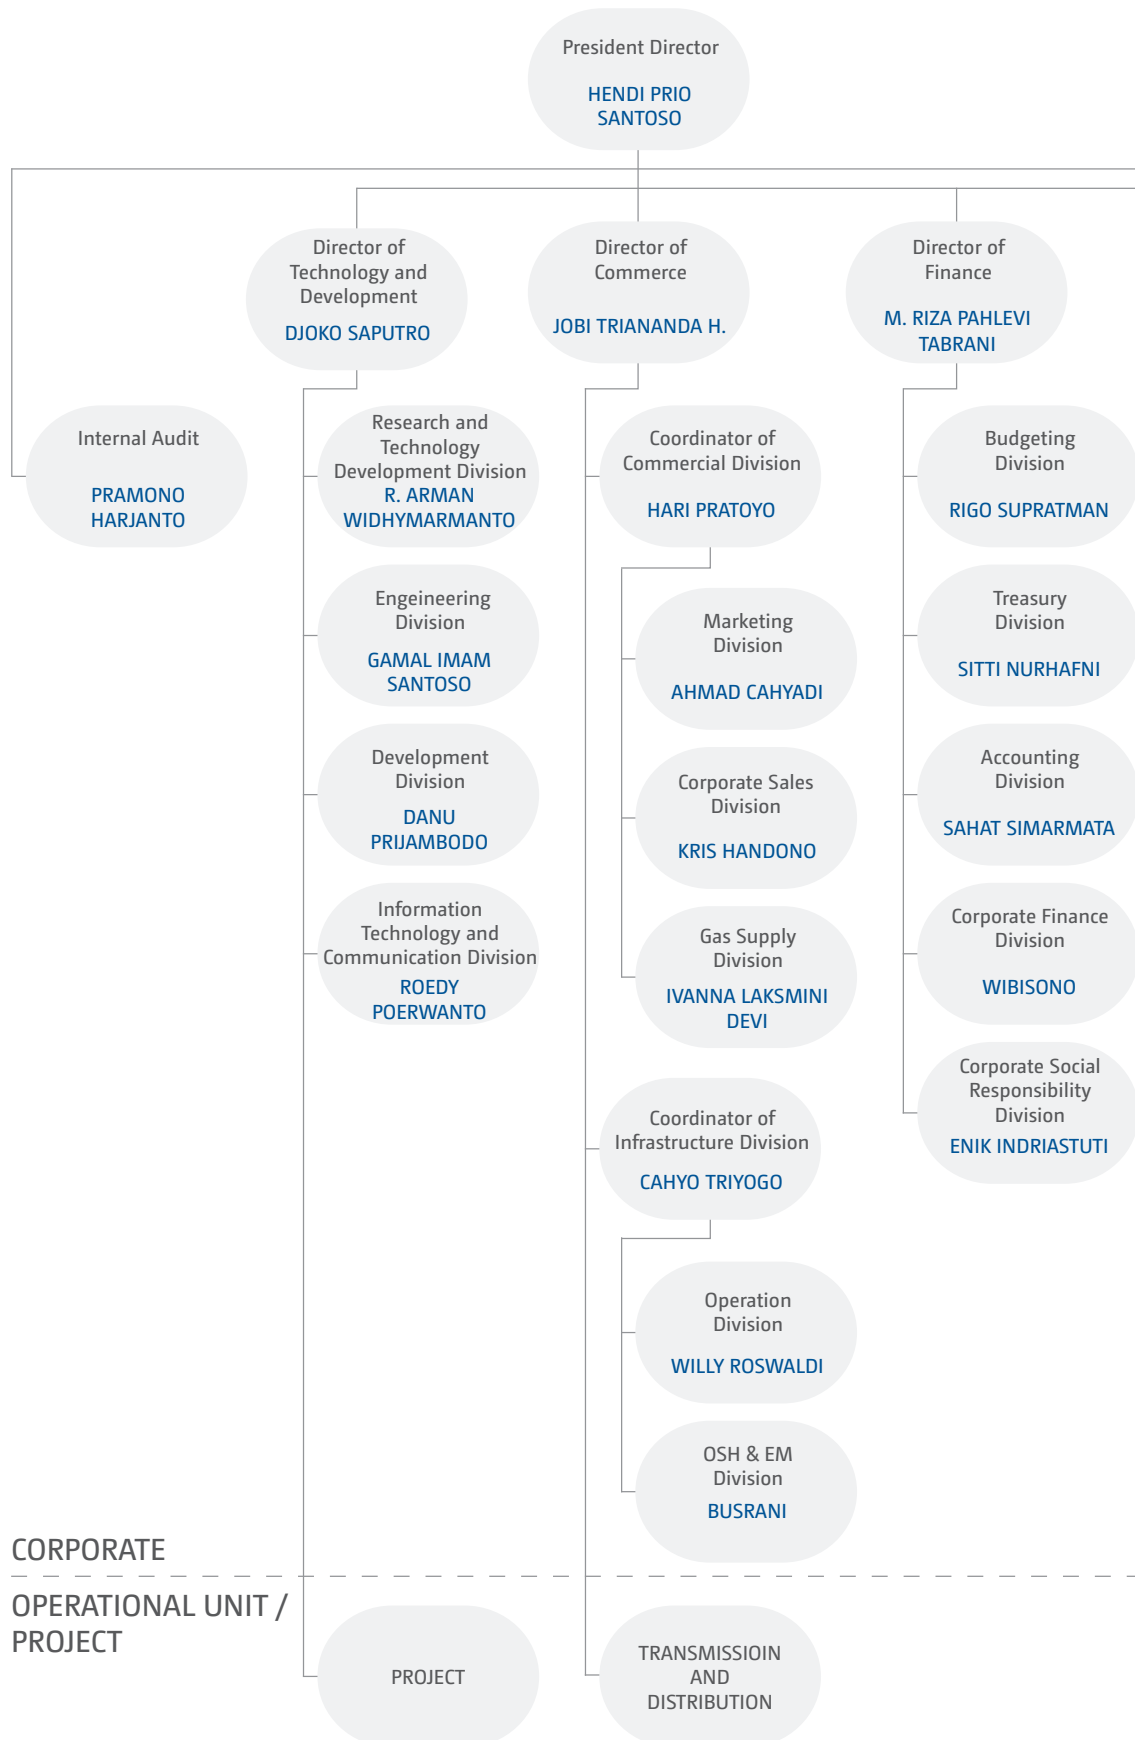 President Director
HENDI PRIO
SANTOSO
Director of
Technology and
Development
DJOKO SAPUTRO
Director of
Commerce
JOBI TRIANANDA H.
Director of
Finance
M. RIZA PAHLEVI
TABRANI
Internal Audit
PRAMONO
HARJANTO
Research and
Technology
Development Division
R. ARMAN
WIDHYMARMANTO
Engeineering
Division
GAMAL IMAM
SANTOSO
Development
Division
DANU
PRIJAMBODO
Information
Technology and
Communication Division
ROEDY
POERWANTO
Coordinator of
Commercial Division
HARI PRATOYO
Marketing
Division
AHMAD CAHYADI
Corporate Sales
Division
KRIS HANDONO
Gas Supply
Division
IVANNA LAKSMINI
DEVI
Coordinator of
Infrastructure Division
CAHYO TRIYOGO
Operation
Division
WILLY ROSWALDI
OSH & EM
Division
BUSRANI
Budgeting
Division
RIGO SUPRATMAN
Treasury
Division
SITTI NURHAFNI
Accounting
Division
SAHAT SIMARMATA
Corporate Finance
Division
WIBISONO
Corporate Social
Responsibility
Division
ENIK INDRIASTUTI
CORPORATE
OPERATIONAL UNIT /
PROJECT
PROJECT
TRANSMISSIOIN
AND
DISTRIBUTION